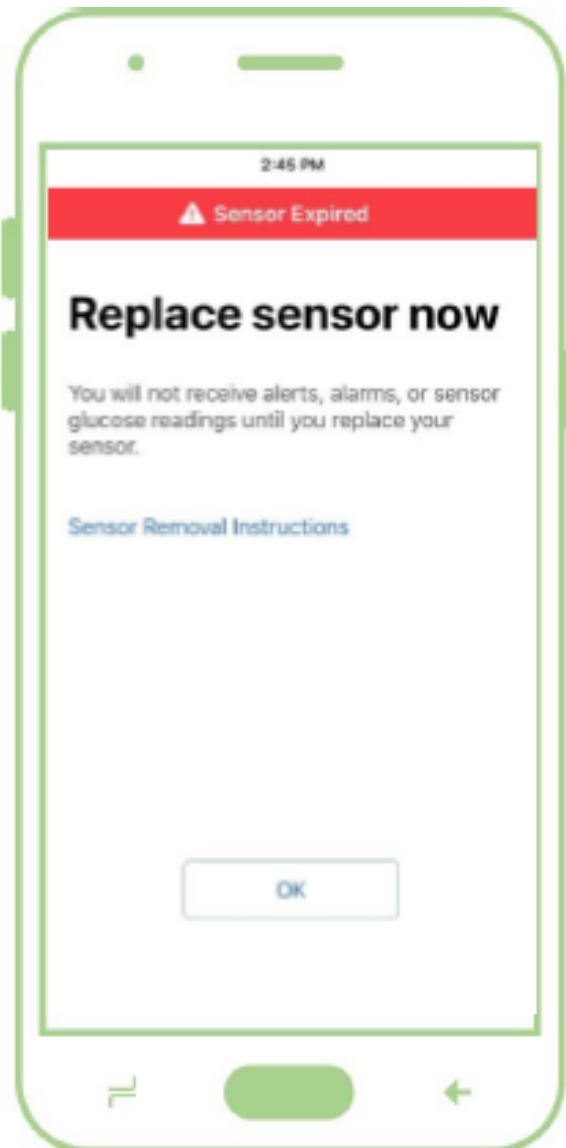 2:45 PM
Sensor Expired
Replace sensor now
You will not receive alerts, alarms, or sensor
glucose readings until you replace your
sensor.
Sensor Removal Instructions
OK